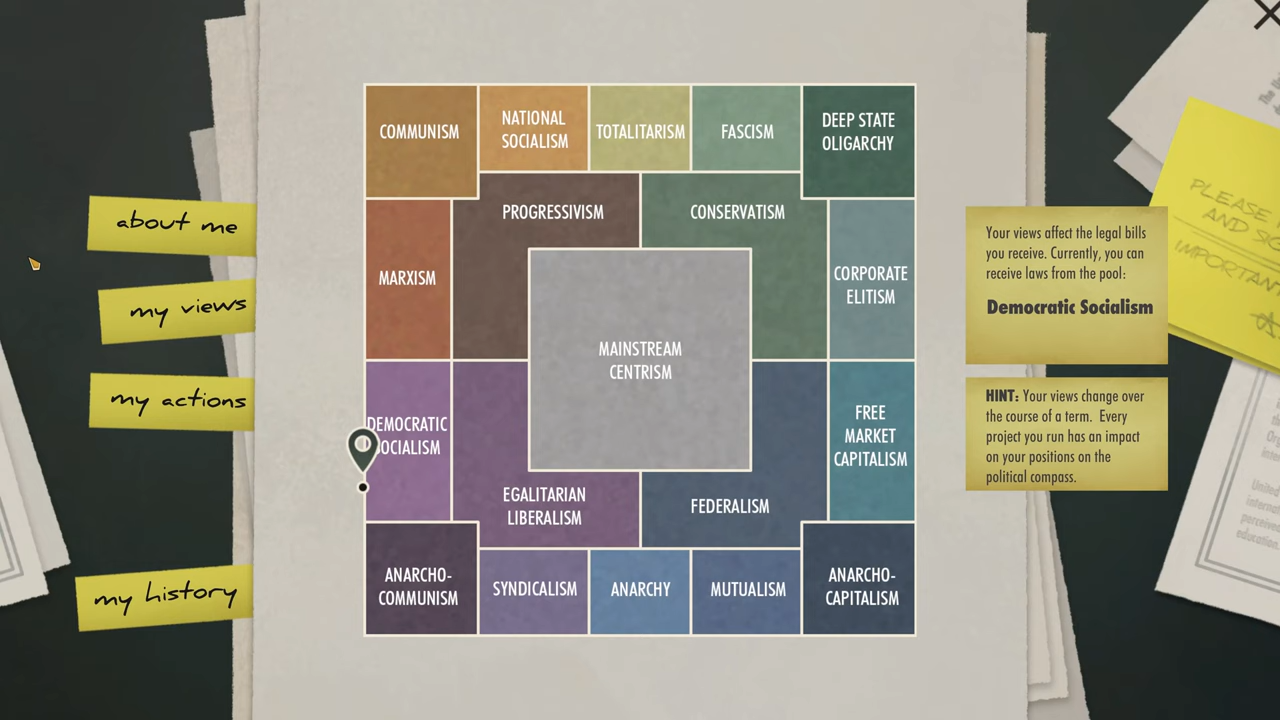 about me
my views
my actions
my history
COMMUNISM
NATIONAL
SOCIALISM
TOTALITARISM
FASCISM
DEEP STATE
OLIGARCHY
PROGRESSIVISM
CONSERVATISM
MARXISM
CORPORATE
ELITISM
MAINSTREAM
CENTRISM
DEMOCRATIC
SOCIALISM
FREE
MARKET
CAPITALISM
EGALITARIAN
LIBERALISM
FEDERALISM
ANARCHO-
COMMUNISM
SYNDICALISM
ANARCHY
MUTUALISM
ANARCHO-
CAPITALISM
Your views affect the legal bills
you receive. Currently, you can
receive laws from the pool:
Democratic Socialism
HINT: Your views change over
the course of a term. Every
project you run has an impact
on your positions on the
political compass.
PLEASE
AND
IMPORTANT